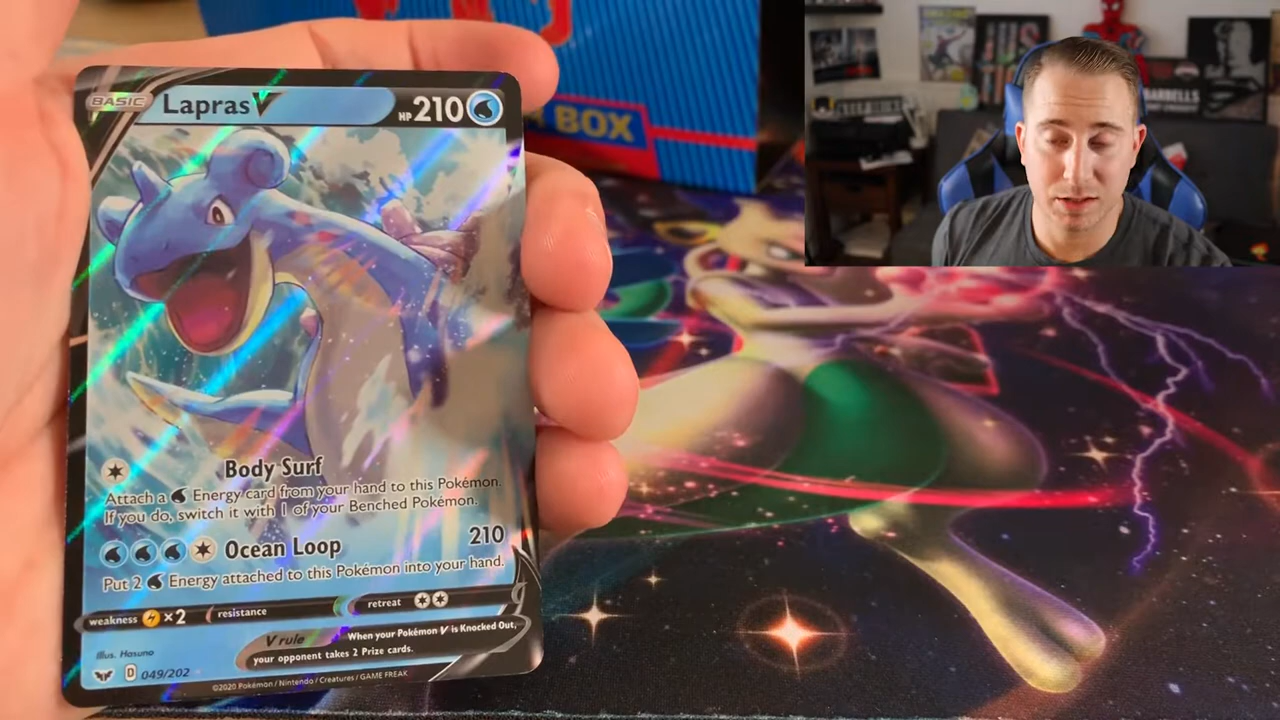 BASIC
Lapras V
HP 210
BOX
Body Surf
Attach a Energy card from your hand to this Pokémon.
If you do, switch it with 1 of your Benched Pokémon.
Ocean Loop 210
Put 2 Energy attached to this Pokémon into your hand.
weakness ×2 resistance retreat
V rule When your Pokémon V is Knocked Out,
your opponent takes 2 Prize cards.
Illus. Hasuno
D 049/202
©2020 Pokémon / Nintendo / Creatures / GAME FREAK
BARBELLS